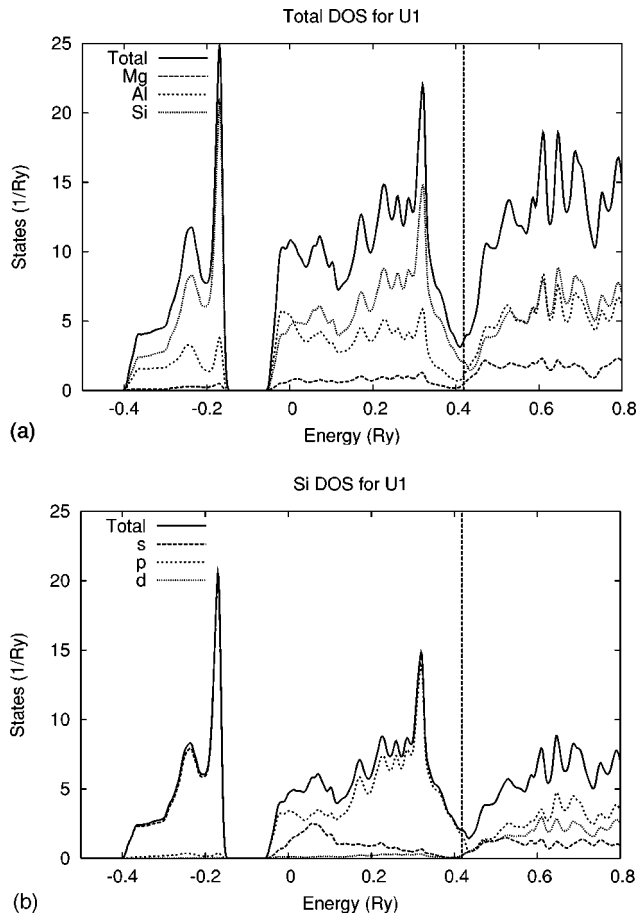 Total DOS for U1
25
20
15
10
5
0
States (1/Ry)
Total
Mg
Al
Si
-0.4
-0.2
0
0.2
0.4
0.6
0.8
Energy (Ry)
(a)
Si DOS for U1
25
20
15
10
5
0
States (1/Ry)
Total
s
p
d
-0.4
-0.2
0
0.2
0.4
0.6
0.8
Energy (Ry)
(b)